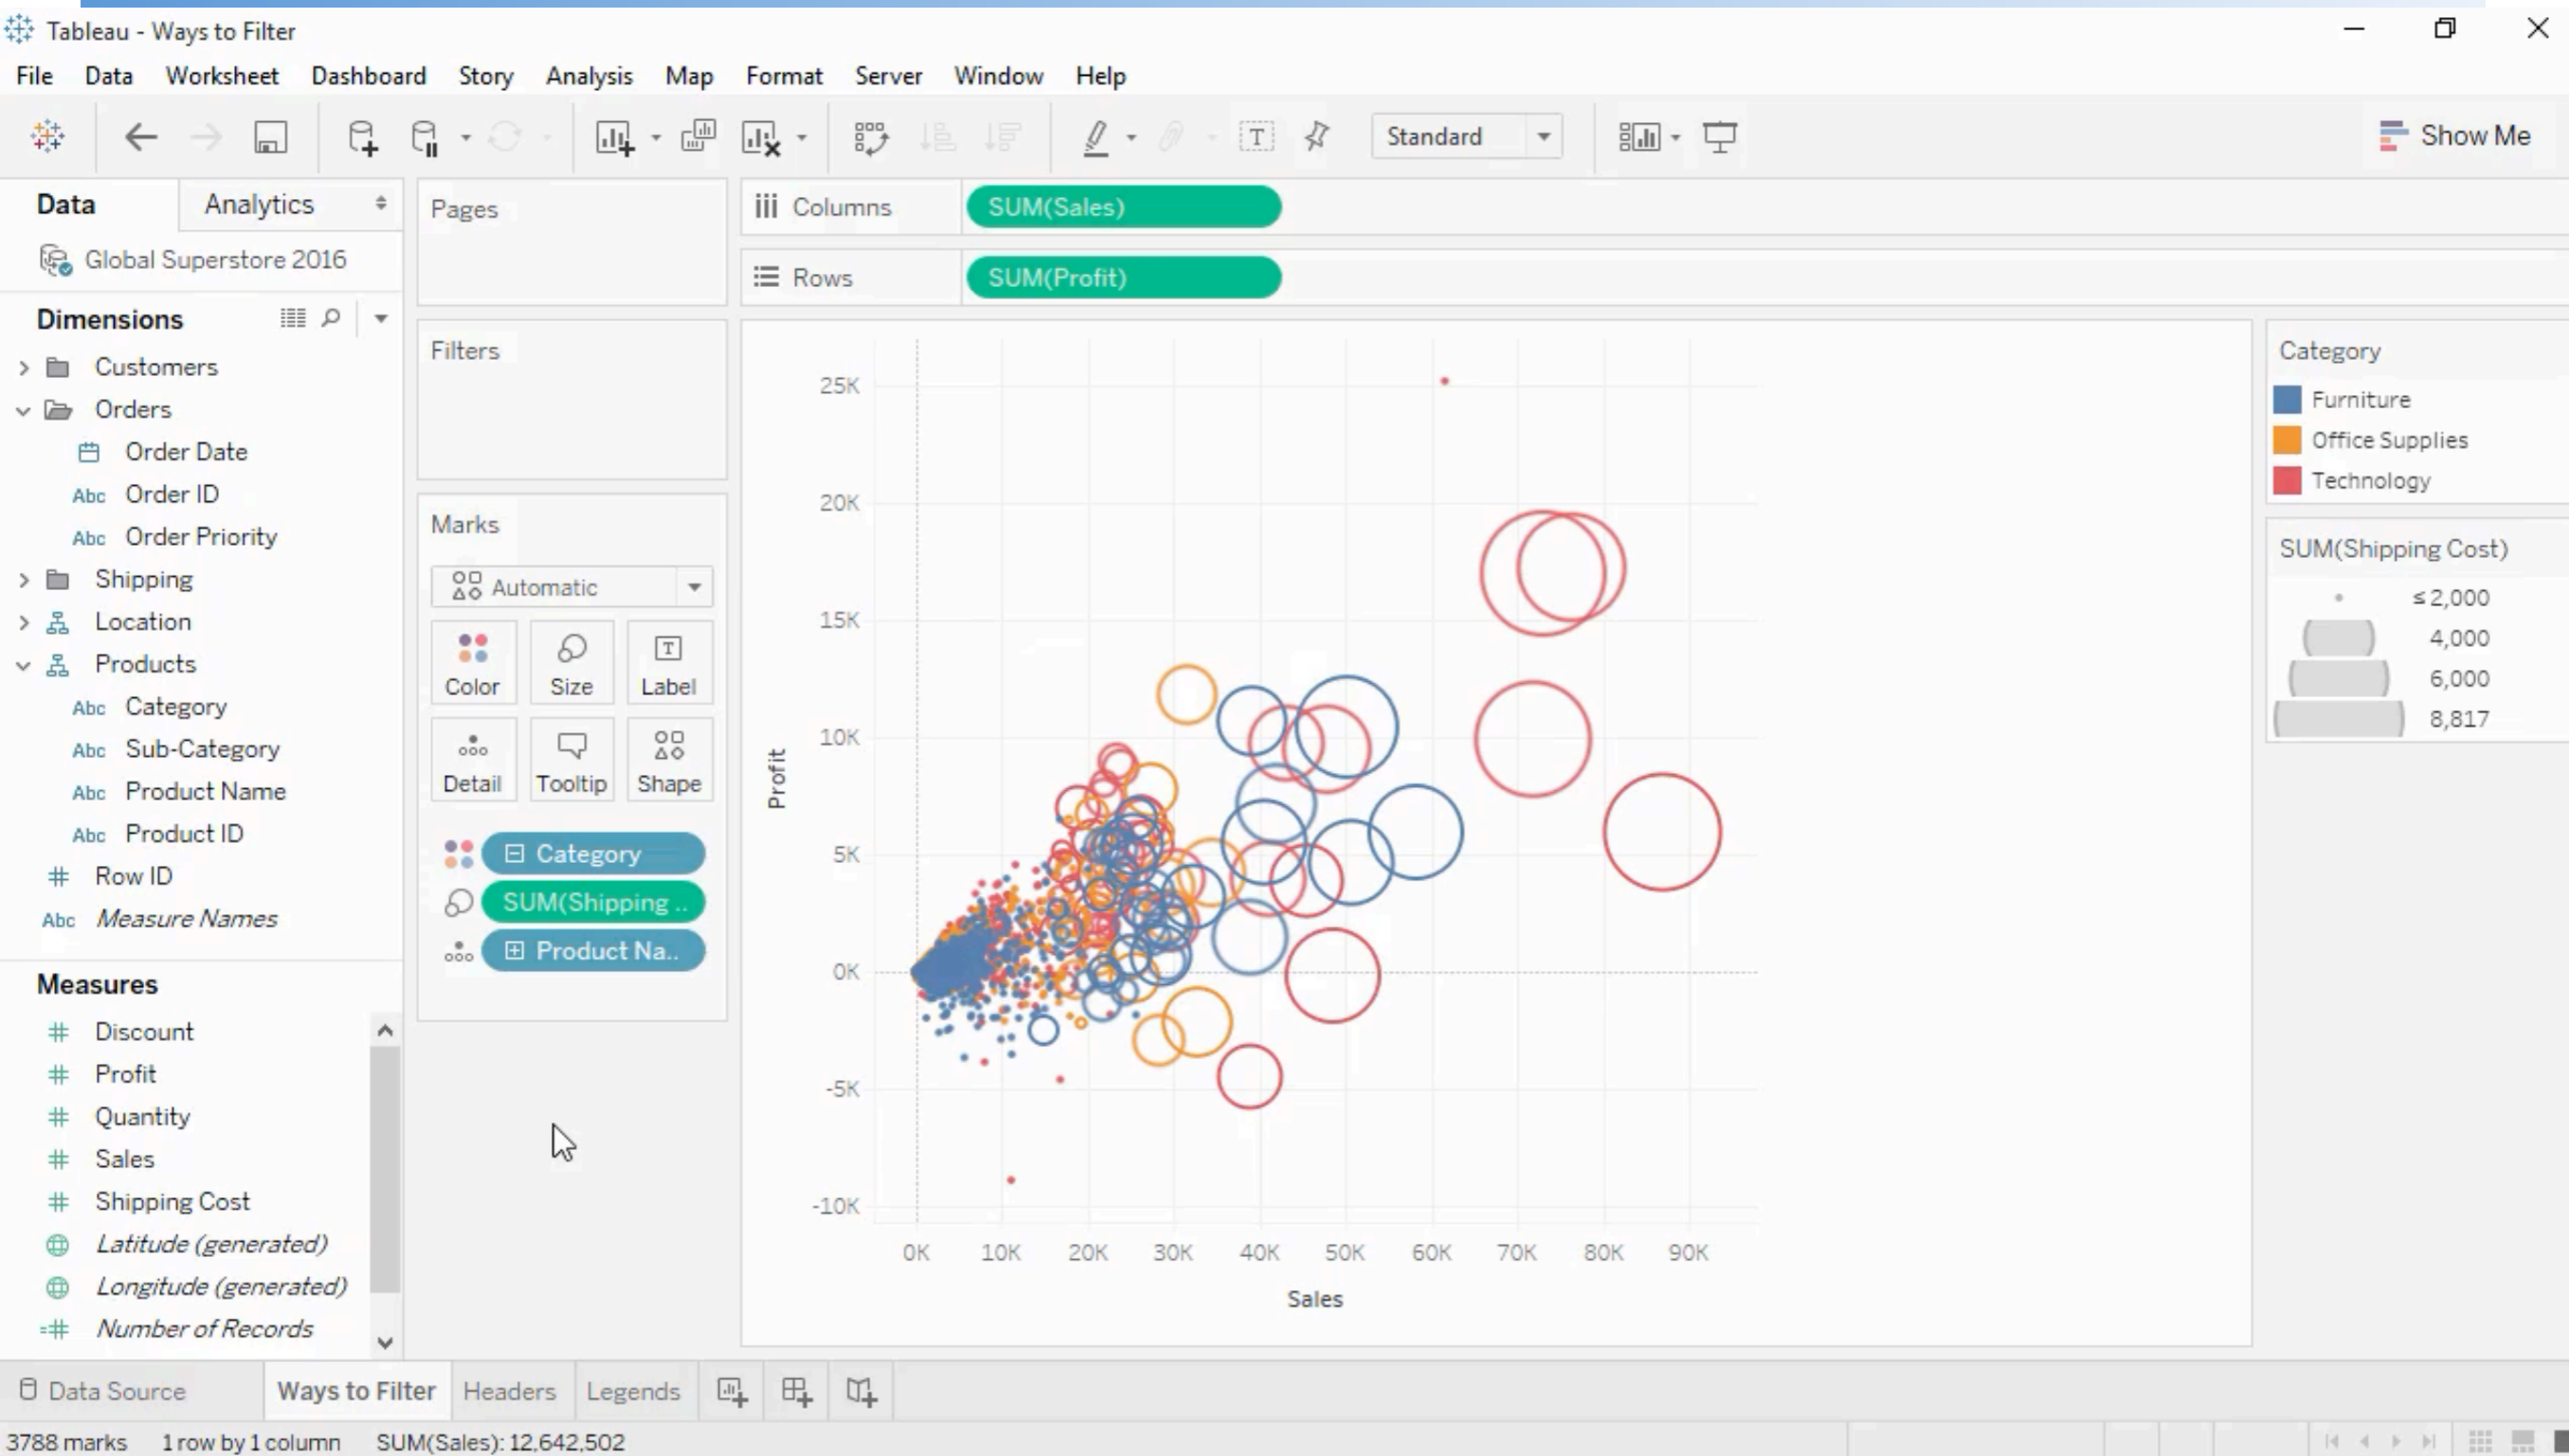 Tableau - Ways to Filter
File Data Worksheet Dashboard Story Analysis Map Format Server Window Help
Standard
Show Me
Data Analytics
Global Superstore 2016
Dimensions
Customers
Orders
Order Date
Abc Order ID
Abc Order Priority
Shipping
Location
Products
Abc Category
Abc Sub-Category
Abc Product Name
Abc Product ID
# Row ID
Abc Measure Names
Measures
# Discount
# Profit
# Quantity
# Sales
# Shipping Cost
Latitude (generated)
Longitude (generated)
=# Number of Records
Pages
Filters
Marks
Automatic
Color Size Label
Detail Tooltip Shape
Category
SUM(Shipping ..
Product Na..
Columns SUM(Sales)
Rows SUM(Profit)
25K
20K
15K
10K
5K
0K
-5K
-10K
Profit
0K 10K 20K 30K 40K 50K 60K 70K 80K 90K
Sales
Category
Furniture
Office Supplies
Technology
SUM(Shipping Cost)
≤ 2,000
4,000
6,000
8,817
Data Source Ways to Filter Headers Legends
3788 marks 1 row by 1 column SUM(Sales): 12,642,502